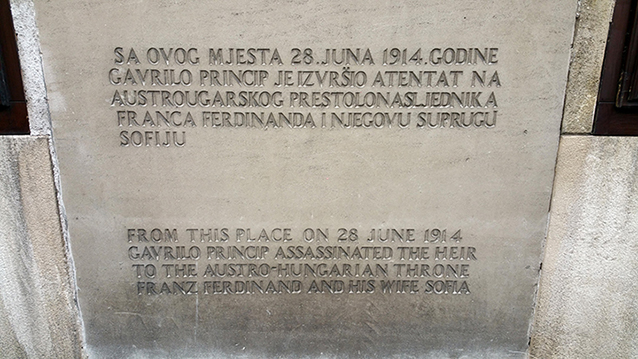 SA OVOG MJESTA 28. JUNA 1914. GODINE
GAVRILO PRINCIP JE IZVRŠIO ATENTAT NA
AUSTROUGARSKOG PRESTOLONASLJEDNIKA
FRANCA FERDINANDA I NJEGOVU SUPRUGU
SOFIJU
FROM THIS PLACE ON 28 JUNE 1914
GAVRILO PRINCIP ASSASSINATED THE HEIR
TO THE AUSTRO-HUNGARIAN THRONE
FRANZ FERDINAND AND HIS WIFE SOFIA